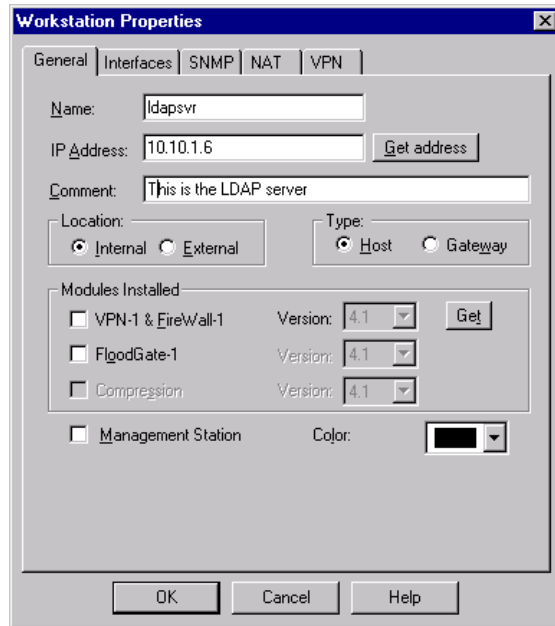 Workstation Properties
General Interfaces SNMP NAT VPN
Name: ldapsvr
IP Address: 10.10.1.6 Get address
Comment: This is the LDAP server
Location: Type:
Internal External Host Gateway
Modules Installed
VPN-1 & FireWall-1 Version: 4.1 Get
FloodGate-1 Version: 4.1
Compression Version: 4.1
Management Station Color:
OK Cancel Help